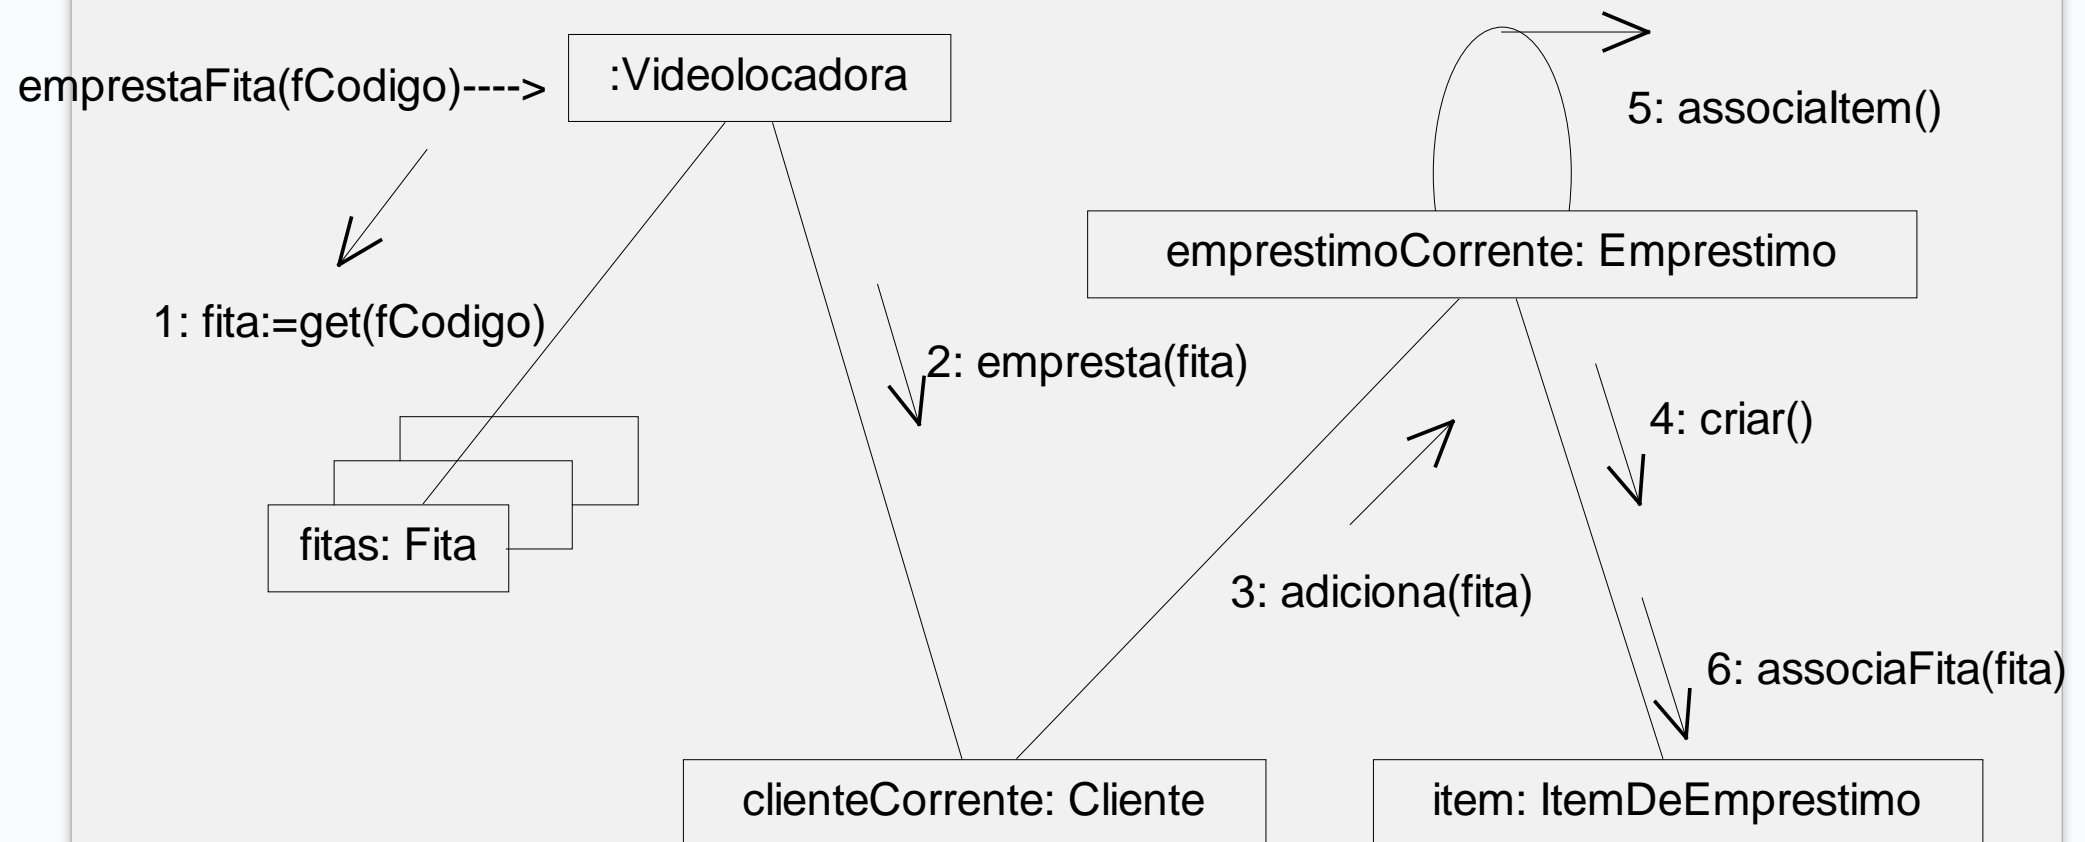 :Videolocadora
emprestaFita(fCodigo)---->
5: associaItem()
emprestimoCorrente: Emprestimo
1: fita:=get(fCodigo)
2: empresta(fita)
4: criar()
fitas: Fita
3: adiciona(fita)
6: associaFita(fita)
clienteCorrente: Cliente
item: ItemDeEmprestimo